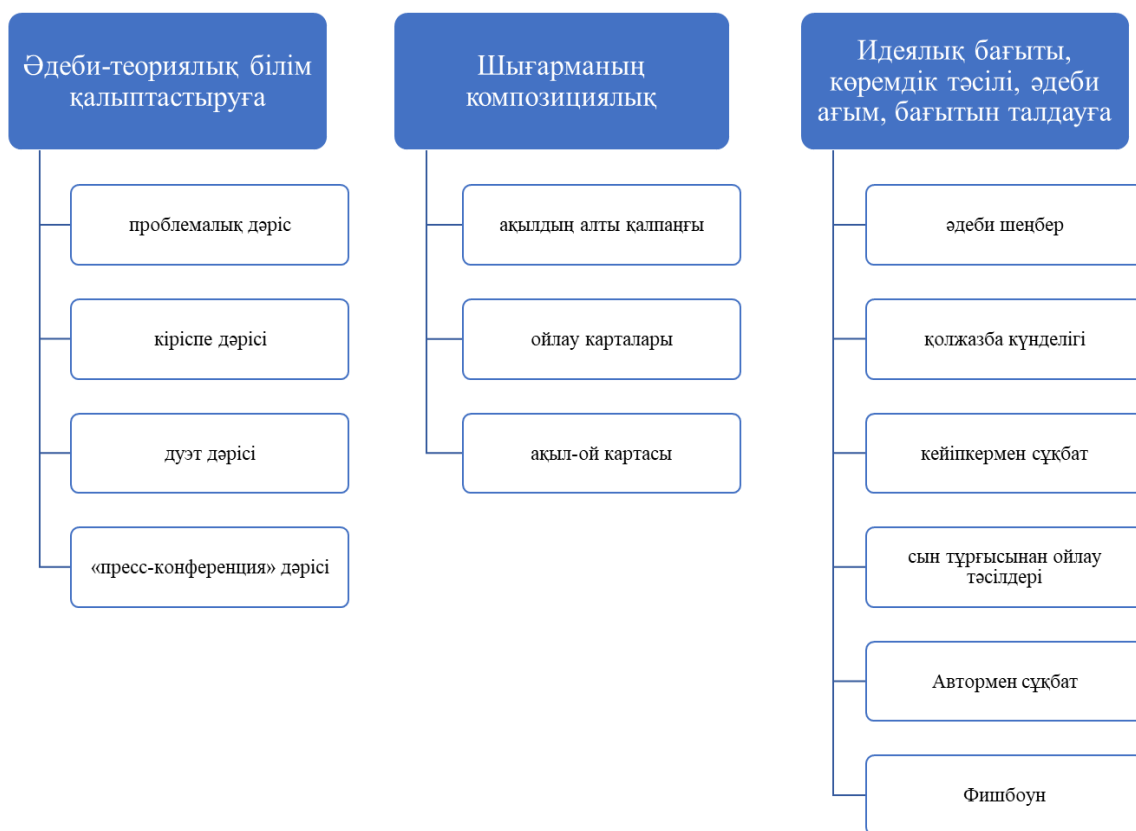 Әдеби-теориялық білім
қалыптастыруға
проблемалық дәріс
кіріспе дәрісі
дуэт дәрісі
«пресс-конференция» дәрісі
Шығарманың
композициялық
ақылдың алты қалпаңғы
ойлау карталары
ақыл-ой картасы
Идеялық бағыты,
көремдік тәсілі, әдеби
ағым, бағытын талдауға
әдеби шеңбер
қолжазба күнделігі
кейіпкермен сұқбат
сын тұрғысынан ойлау
тәсілдері
Автормен сұқбат
Фишбоун